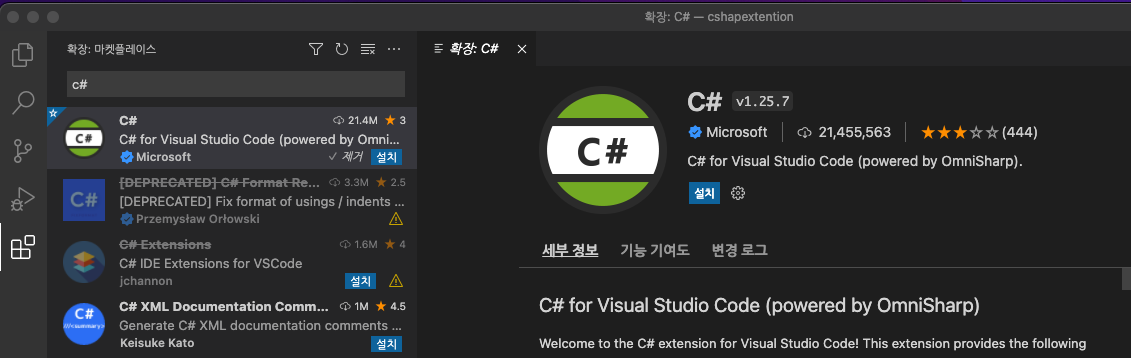 확장: C# — cshapextention
확장: 마켓플레이스
c#
C# 21.4M 3
C# for Visual Studio Code (powered by Omni...
Microsoft 제거 설치
[DEPRECATED] C# Format Re... 3.3M 2.5
[DEPRECATED] Fix format of usings / indents ...
Przemysław Orłowski
C# Extensions 1.6M 4
C# IDE Extensions for VSCode
jchannon 설치
C# XML Documentation Comm... 1M 4.5
Generate C# XML documentation comments ...
Keisuke Kato 설치
C#
C#
C#
///<summary>
확장: C#
C#
C# v1.25.7
Microsoft 21,455,563 (444)
C# for Visual Studio Code (powered by OmniSharp).
설치
세부 정보 기능 기여도 변경 로그
C# for Visual Studio Code (powered by OmniSharp)
Welcome to the C# extension for Visual Studio Code! This extension provides the following